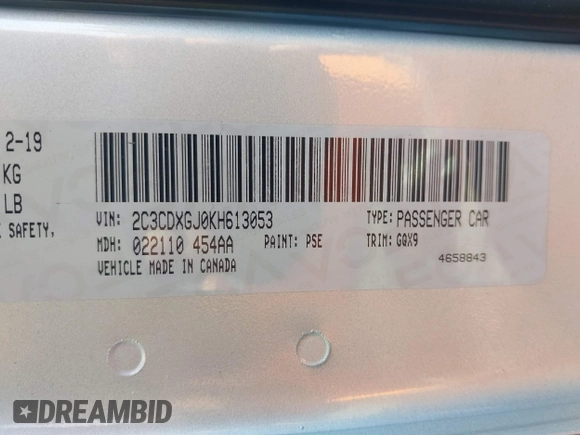 2-19
KG
LB
SAFETY,
VIN: 2C3CDXGJ0KH613053 TYPE: PASSENGER CAR
MDH: 022110 454AA PAINT: PSE TRIM: GQX9
VEHICLE MADE IN CANADA 4658843
DREAMBID